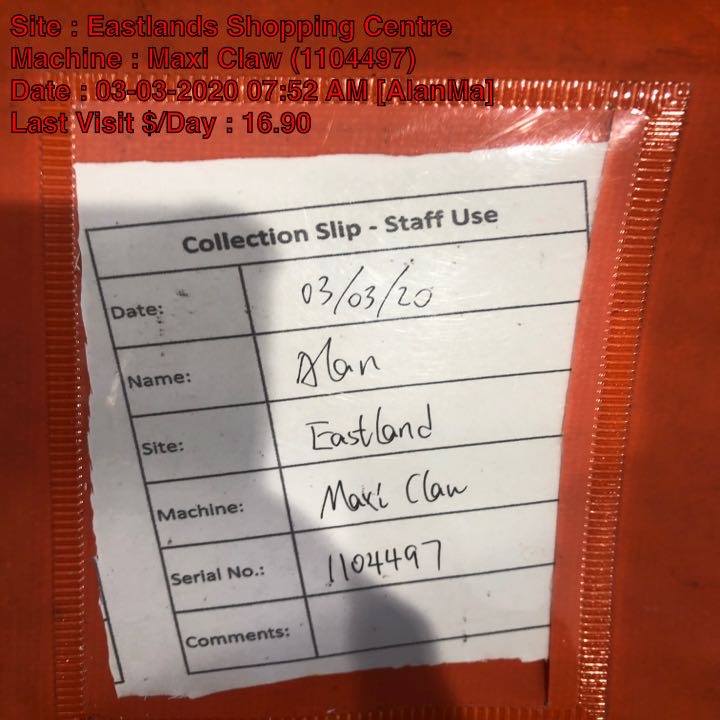 Site : Eastlands Shopping Centre
Machine : Maxi Claw (1104497)
Date : 03-03-2020 07:52 AM [AlanMa]
Last Visit $/Day : 16.90
Collection Slip - Staff Use
Date: 03/03/20
Name: Alan
Site: Eastland
Machine: Maxi Claw
Serial No.: 1104497
Comments: